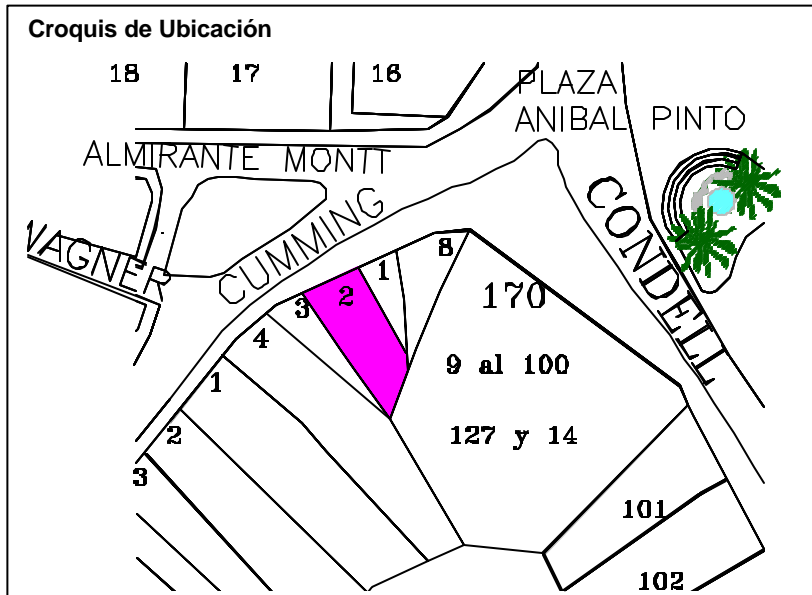 Croquis de Ubicación
18 17 16
PLAZA
ANIBAL PINTO
ALMIRANTE MONTT
CONDELL
CUMMING
WAGNER
8
1
2
3
4
1
2
3
170
9 al 100
127 y 14
101
102